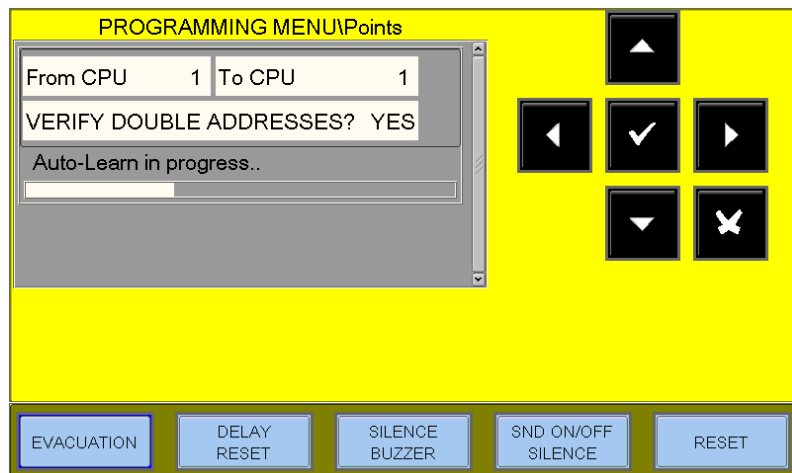 PROGRAMMING MENU\Points
From CPU 1 To CPU 1
VERIFY DOUBLE ADDRESSES? YES
Auto-Learn in progress..
EVACUATION
DELAY
RESET
SILENCE
BUZZER
SND ON/OFF
SILENCE
RESET